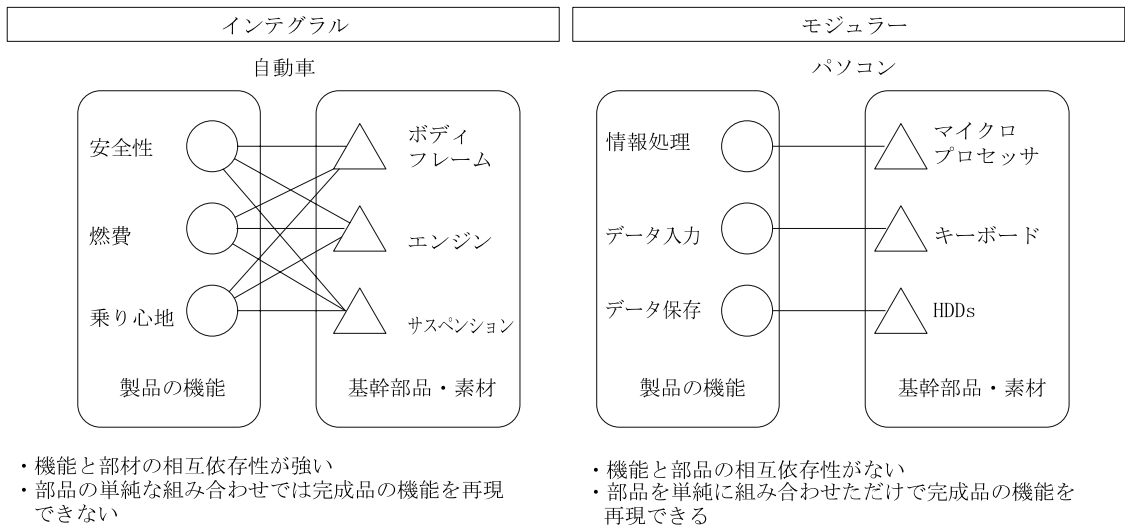 インテグラル
自動車
安全性
燃費
乗り心地
製品の機能
ボディ
フレーム
エンジン
サスペンション
基幹部品・素材
・機能と部材の相互依存性が強い
・部品の単純な組み合わせでは完成品の機能を再現
できない
モジュラー
パソコン
情報処理
データ入力
データ保存
製品の機能
マイクロ
プロセッサ
キーボード
HDDs
基幹部品・素材
・機能と部品の相互依存性がない
・部品を単純に組み合わせただけで完成品の機能を
再現できる